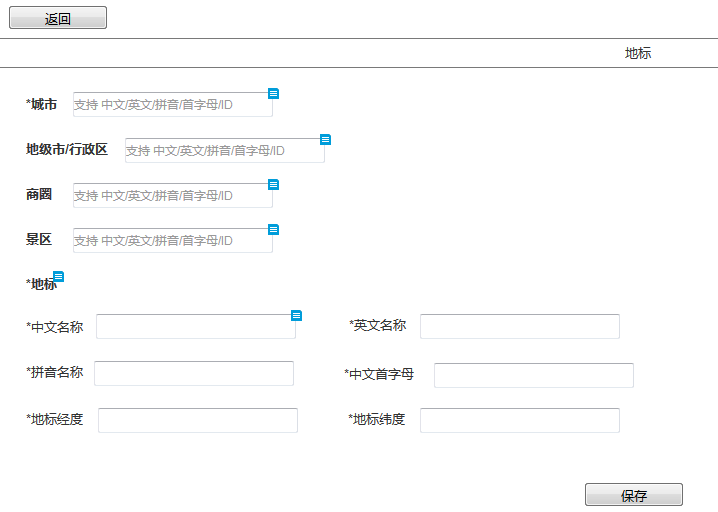 返回
地标
*城市 支持 中文/英文/拼音/首字母/ID
地级市/行政区 支持 中文/英文/拼音/首字母/ID
商圈 支持 中文/英文/拼音/首字母/ID
景区 支持 中文/英文/拼音/首字母/ID
*地标
*中文名称 *英文名称
*拼音名称 *中文首字母
*地标经度 *地标纬度
保存